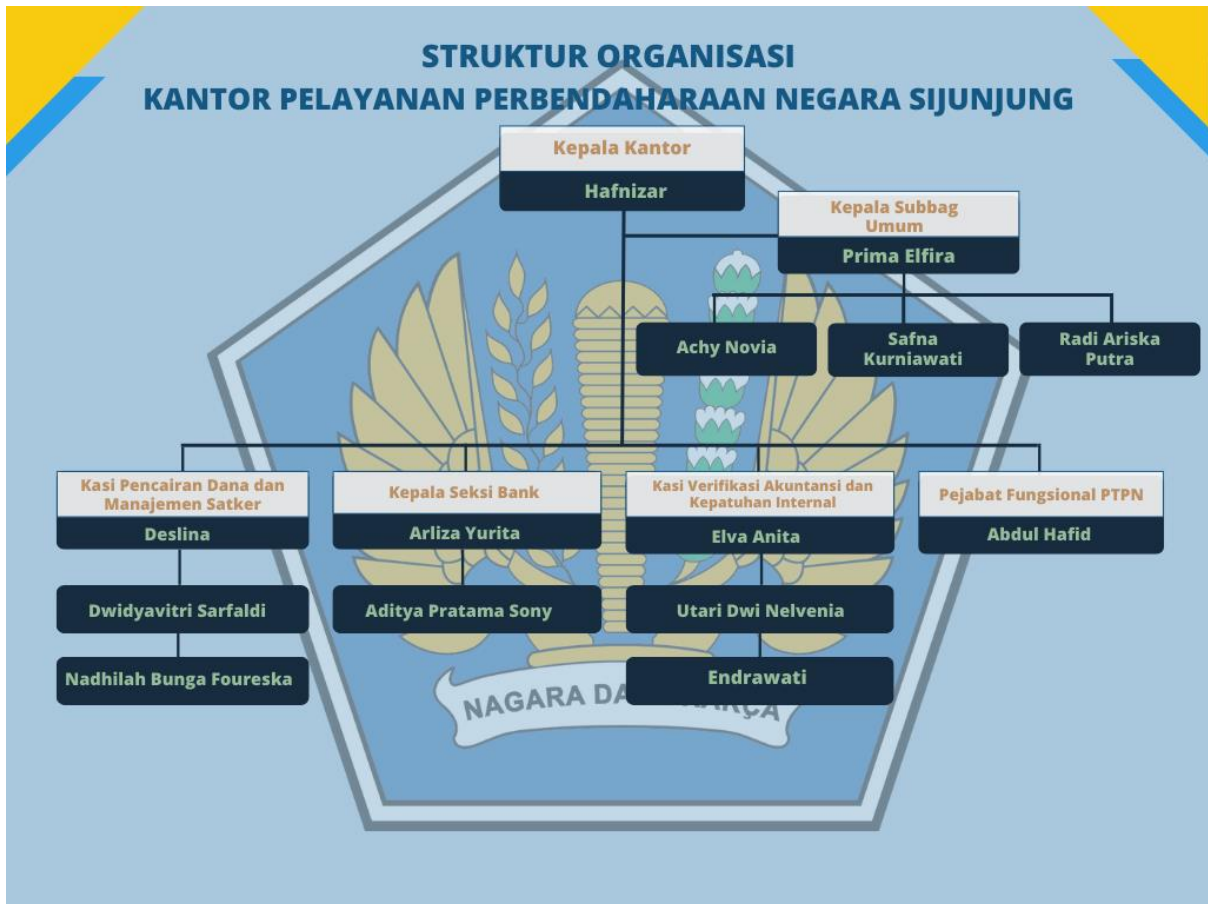 STRUKTUR ORGANISASI
KANTOR PELAYANAN PERBENDAHARAAN NEGARA SIJUNJUNG
Kepala Kantor
Hafnizar
Kepala Subbag
Umum
Prima Elfira
Achy Novia
Safna
Kurniawati
Radi Ariska
Putra
Kasi Pencairan Dana dan
Manajemen Satker
Deslina
Dwidyavitri Sarfaldi
Nadhilah Bunga Foureska
Kepala Seksi Bank
Arliza Yurita
Aditya Pratama Sony
Kasi Verifikasi Akuntansi dan
Kepatuhan Internal
Elva Anita
Utari Dwi Nelvenia
Endrawati
Pejabat Fungsional PTPN
Abdul Hafid
NAGARA